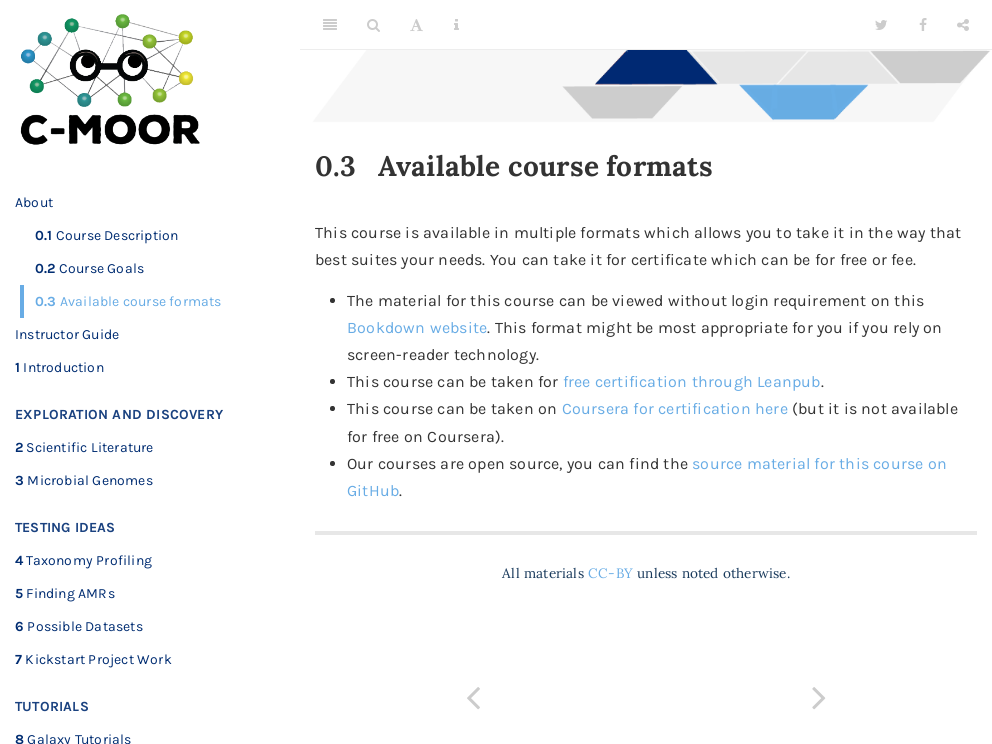 C-MOOR
About
0.1 Course Description
0.2 Course Goals
0.3 Available course formats
Instructor Guide
1 Introduction
EXPLORATION AND DISCOVERY
2 Scientific Literature
3 Microbial Genomes
TESTING IDEAS
4 Taxonomy Profiling
5 Finding AMRs
6 Possible Datasets
7 Kickstart Project Work
TUTORIALS
8 Galaxy Tutorials
A
0.3 Available course formats
This course is available in multiple formats which allows you to take it in the way that
best suites your needs. You can take it for certificate which can be for free or fee.
• The material for this course can be viewed without login requirement on this
Bookdown website. This format might be most appropriate for you if you rely on
screen-reader technology.
• This course can be taken for free certification through Leanpub.
• This course can be taken on Coursera for certification here (but it is not available
for free on Coursera).
• Our courses are open source, you can find the source material for this course on
GitHub.
All materials CC-BY unless noted otherwise.